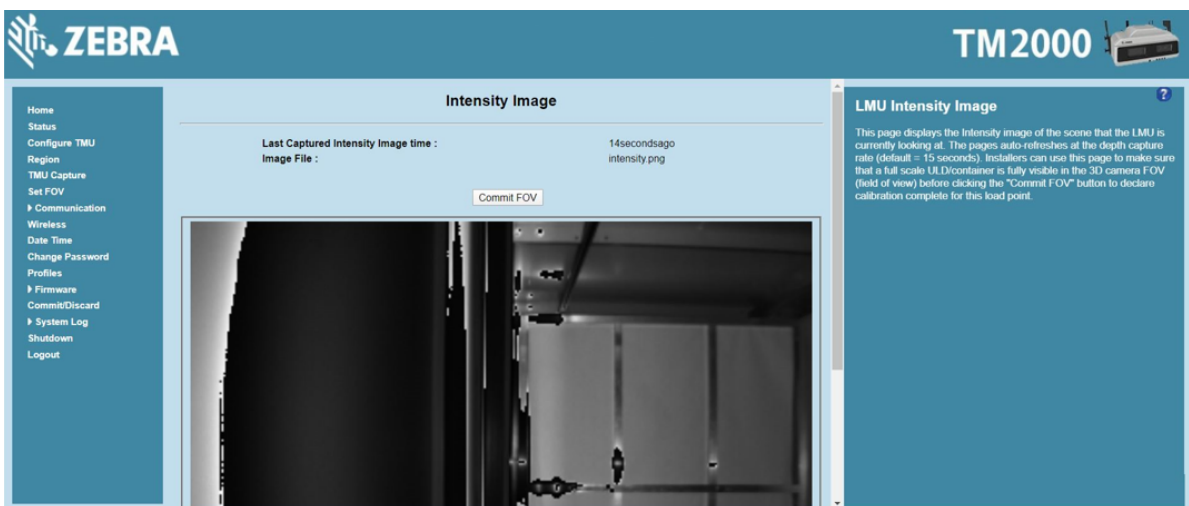 ZEBRA
TM2000
Home
Status
Configure TMU
Region
TMU Capture
Set FOV
Communication
Wireless
Date Time
Change Password
Profiles
Firmware
Commit/Discard
System Log
Shutdown
Logout
Intensity Image
Last Captured Intensity Image time : 14secondsago
Image File : intensity.png
Commit FOV
?
LMU Intensity Image
This page displays the Intensity image of the scene that the LMU is
currently looking at. The pages auto-refreshes at the depth capture
rate (default = 15 seconds). Installers can use this page to make sure
that a full scale ULD/container is fully visible in the 3D camera FOV
(field of view) before clicking the "Commit FOV" button to declare
calibration complete for this load point.